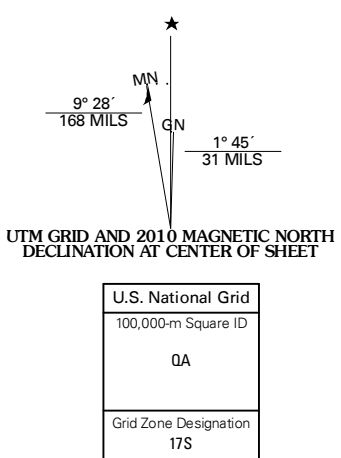 ★
MN
GN
9° 28´
168 MILS
1° 45´
31 MILS
UTM GRID AND 2010 MAGNETIC NORTH
DECLINATION AT CENTER OF SHEET
U.S. National Grid
100,000-m Square ID
QA
Grid Zone Designation
17S